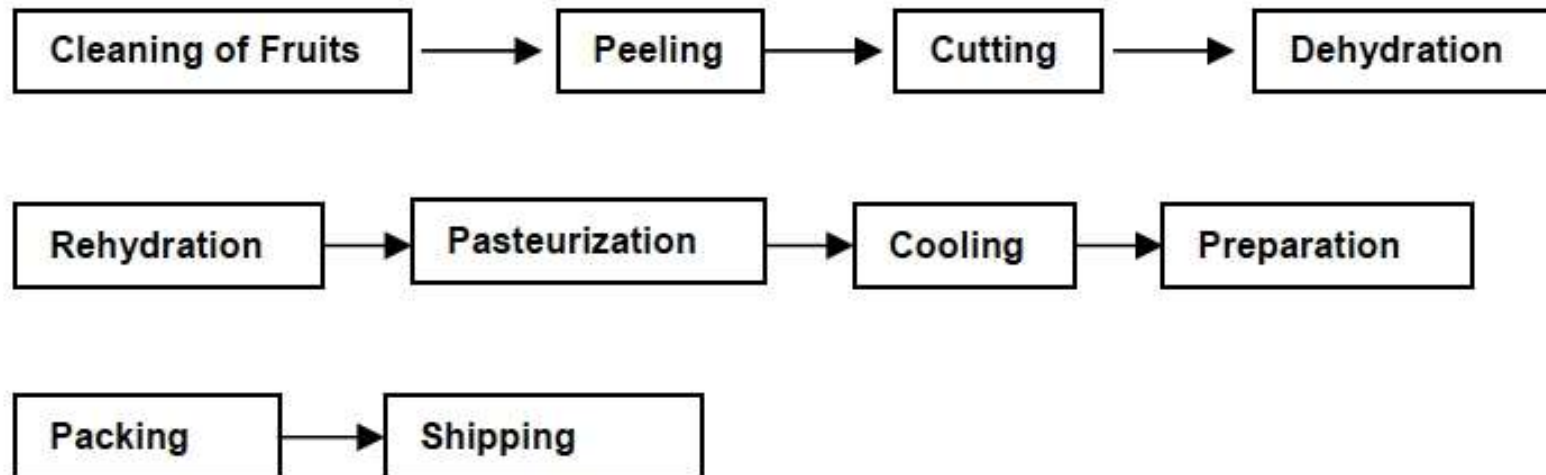 Cleaning of Fruits Peeling Cutting Dehydration
Rehydration Pasteurization Cooling Preparation
Packing Shipping